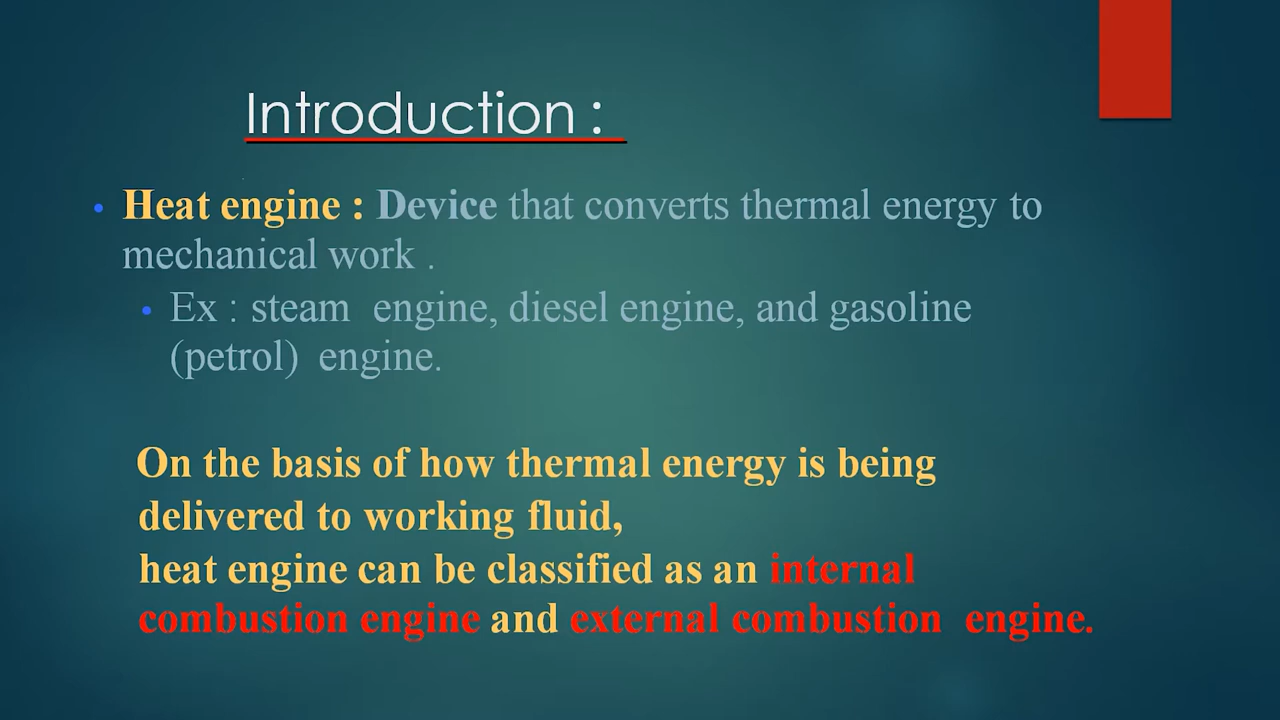 Introduction :
• Heat engine : Device that converts thermal energy to
mechanical work .
• Ex : steam engine, diesel engine, and gasoline
(petrol) engine.
On the basis of how thermal energy is being
delivered to working fluid,
heat engine can be classified as an internal
combustion engine and external combustion engine.